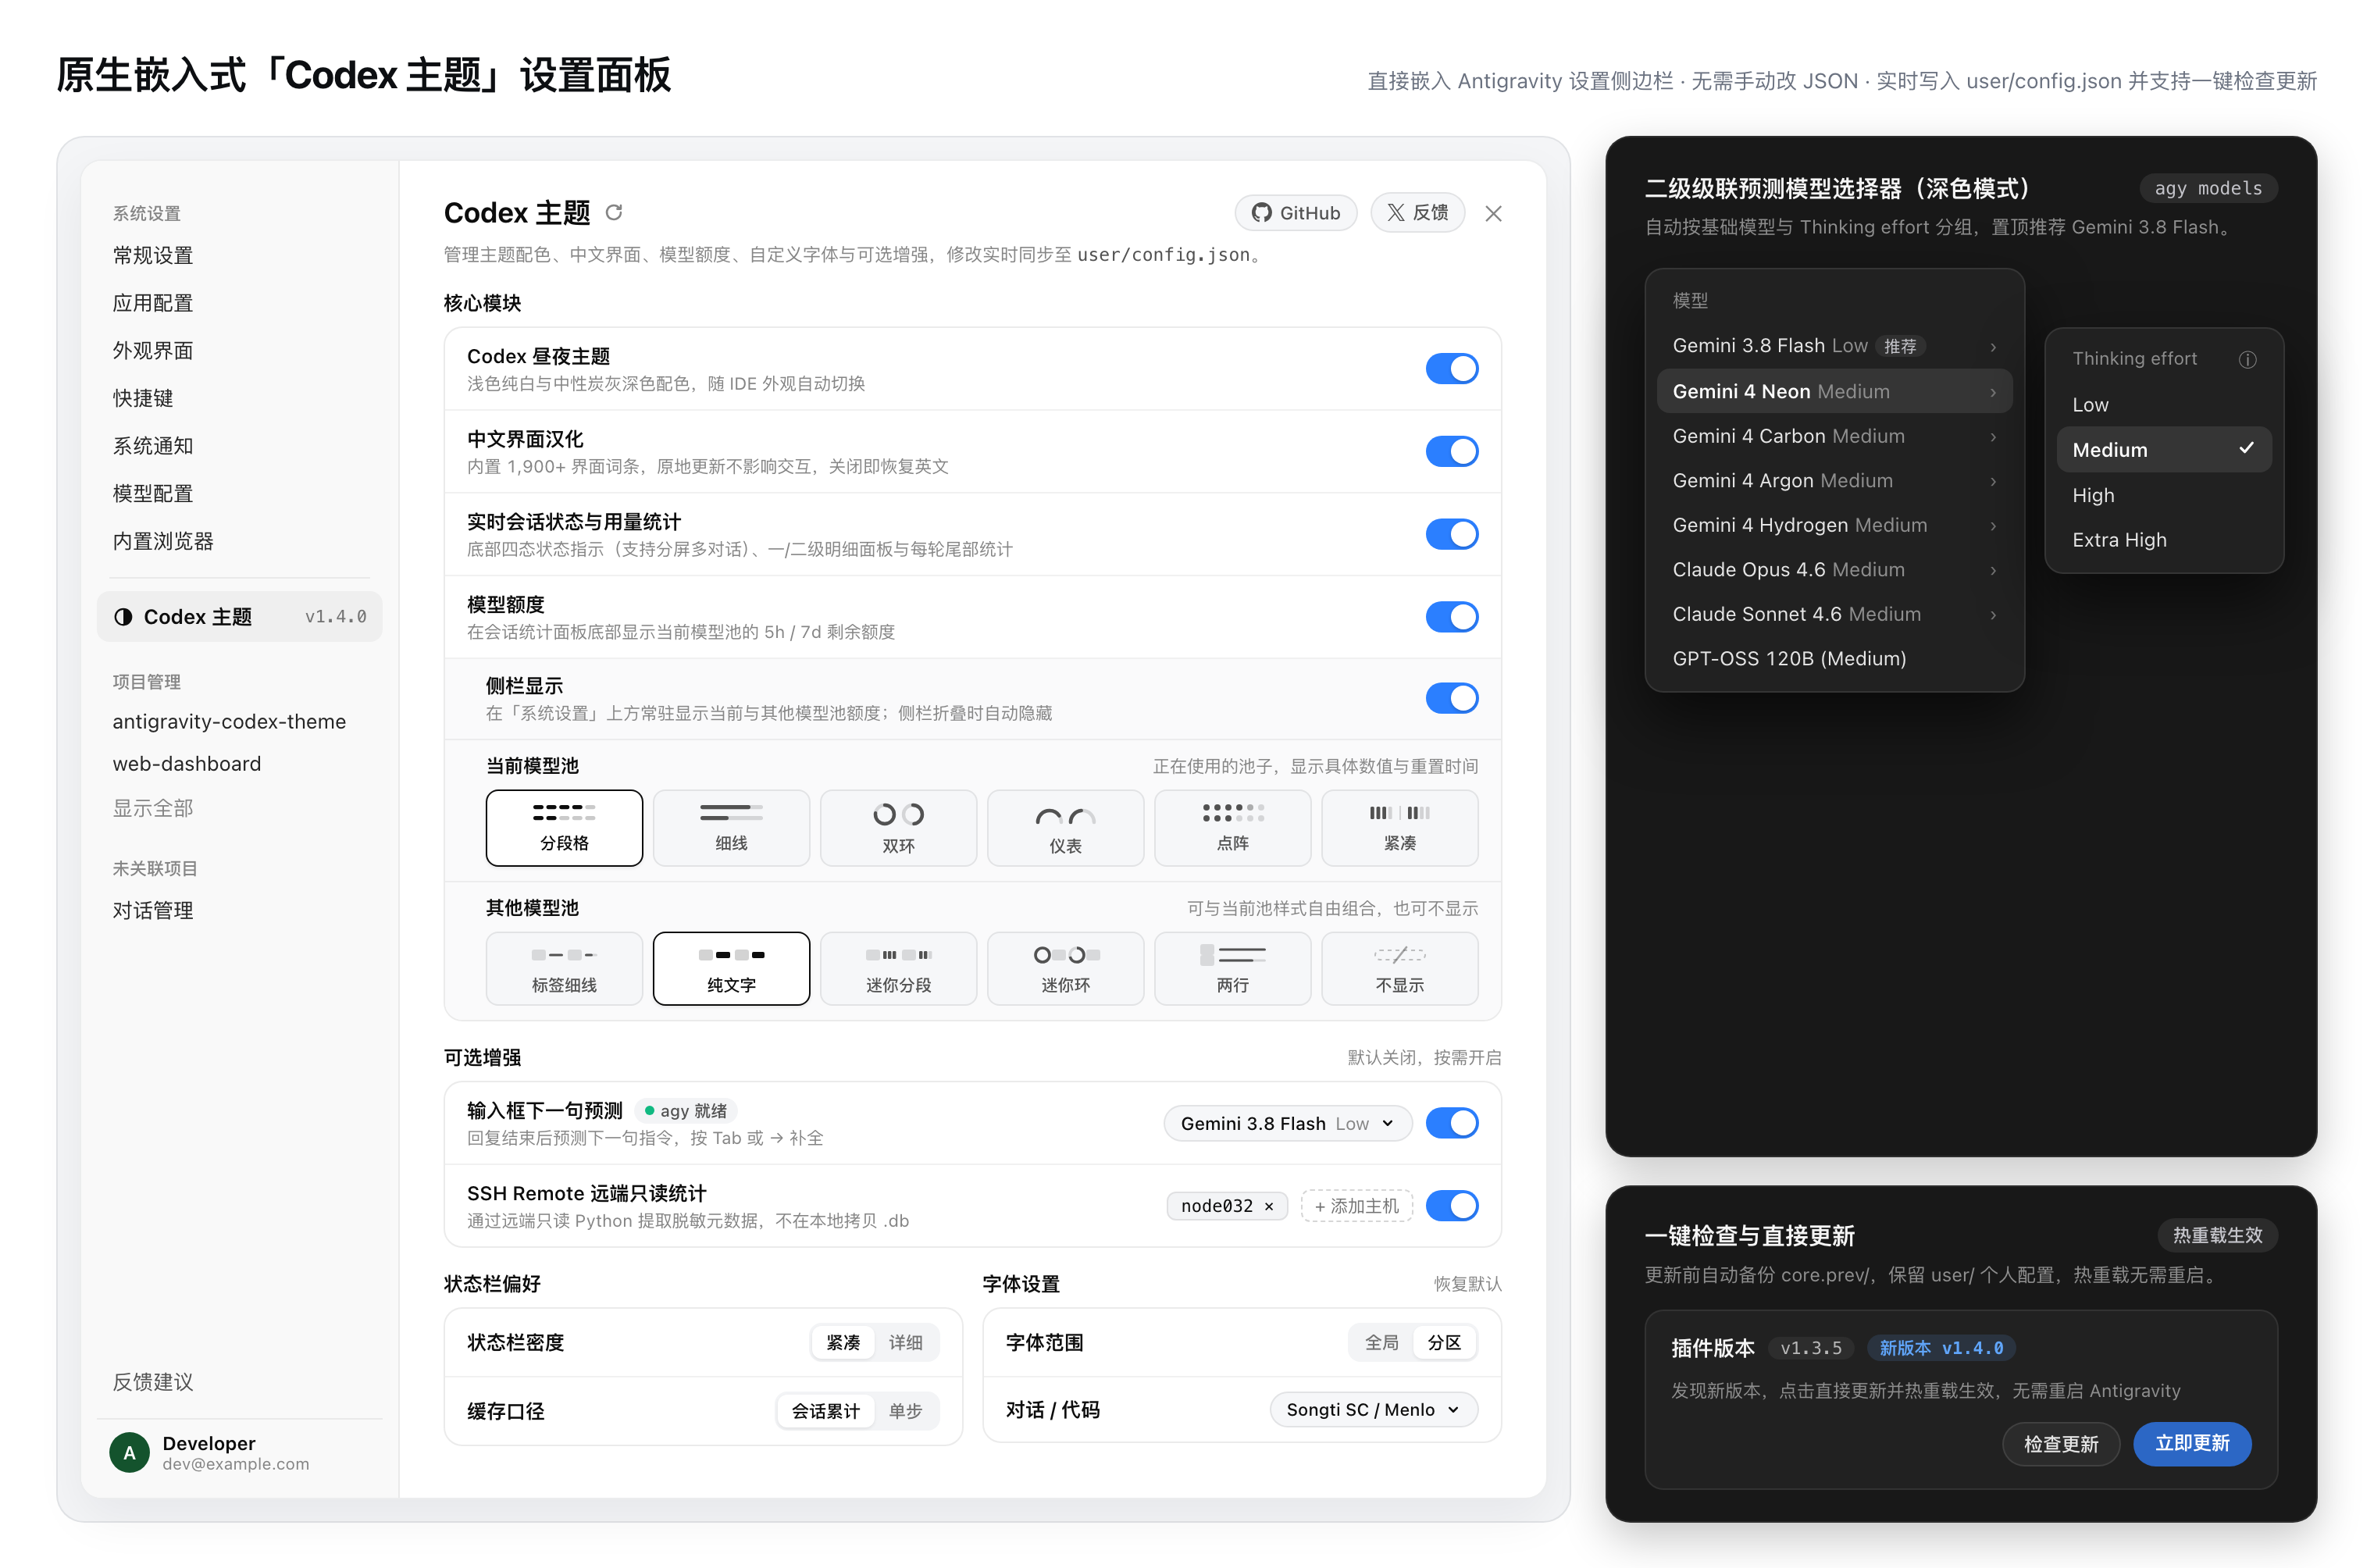 原生嵌入式「Codex 主题」设置面板
直接嵌入 Antigravity 设置侧边栏 · 无需手动改 JSON · 实时写入 user/config.json 并支持一键检查更新
系统设置
常规设置
应用配置
外观界面
快捷键
系统通知
模型配置
内置浏览器
Codex 主题 v1.4.0
项目管理
antigravity-codex-theme
web-dashboard
显示全部
未关联项目
对话管理
反馈建议
A
Developer
dev@example.com
Codex 主题
GitHub
反馈
管理主题配色、中文界面、模型额度、自定义字体与可选增强，修改实时同步至 user/config.json。
核心模块
Codex 昼夜主题
浅色纯白与中性炭灰深色配色，随 IDE 外观自动切换
中文界面汉化
内置 1,900+ 界面词条，原地更新不影响交互，关闭即恢复英文
实时会话状态与用量统计
底部四态状态指示（支持分屏多对话）、一/二级明细面板与每轮尾部统计
模型额度
在会话统计面板底部显示当前模型池的 5h / 7d 剩余额度
侧栏显示
在「系统设置」上方常驻显示当前与其他模型池额度；侧栏折叠时自动隐藏
当前模型池 正在使用的池子，显示具体数值与重置时间
分段格 细线 双环 仪表 点阵 紧凑
其他模型池 可与当前池样式自由组合，也可不显示
标签细线 纯文字 迷你分段 迷你环 两行 不显示
可选增强 默认关闭，按需开启
输入框下一句预测 agy 就绪
回复结束后预测下一句指令，按 Tab 或 → 补全
Gemini 3.8 Flash Low
SSH Remote 远端只读统计
通过远端只读 Python 提取脱敏元数据，不在本地拷贝 .db
node032 × + 添加主机
状态栏偏好
状态栏密度 紧凑 详细
缓存口径 会话累计 单步
字体设置 恢复默认
字体范围 全局 分区
对话 / 代码 Songti SC / Menlo
二级级联预测模型选择器（深色模式） agy models
自动按基础模型与 Thinking effort 分组，置顶推荐 Gemini 3.8 Flash。
模型
Gemini 3.8 Flash Low 推荐 ›
Gemini 4 Neon Medium ›
Gemini 4 Carbon Medium ›
Gemini 4 Argon Medium ›
Gemini 4 Hydrogen Medium ›
Claude Opus 4.6 Medium ›
Claude Sonnet 4.6 Medium ›
GPT-OSS 120B (Medium)
Thinking effort
Low
Medium
High
Extra High
一键检查与直接更新 热重载生效
更新前自动备份 core.prev/，保留 user/ 个人配置，热重载无需重启。
插件版本 v1.3.5 新版本 v1.4.0
发现新版本，点击直接更新并热重载生效，无需重启 Antigravity
检查更新 立即更新